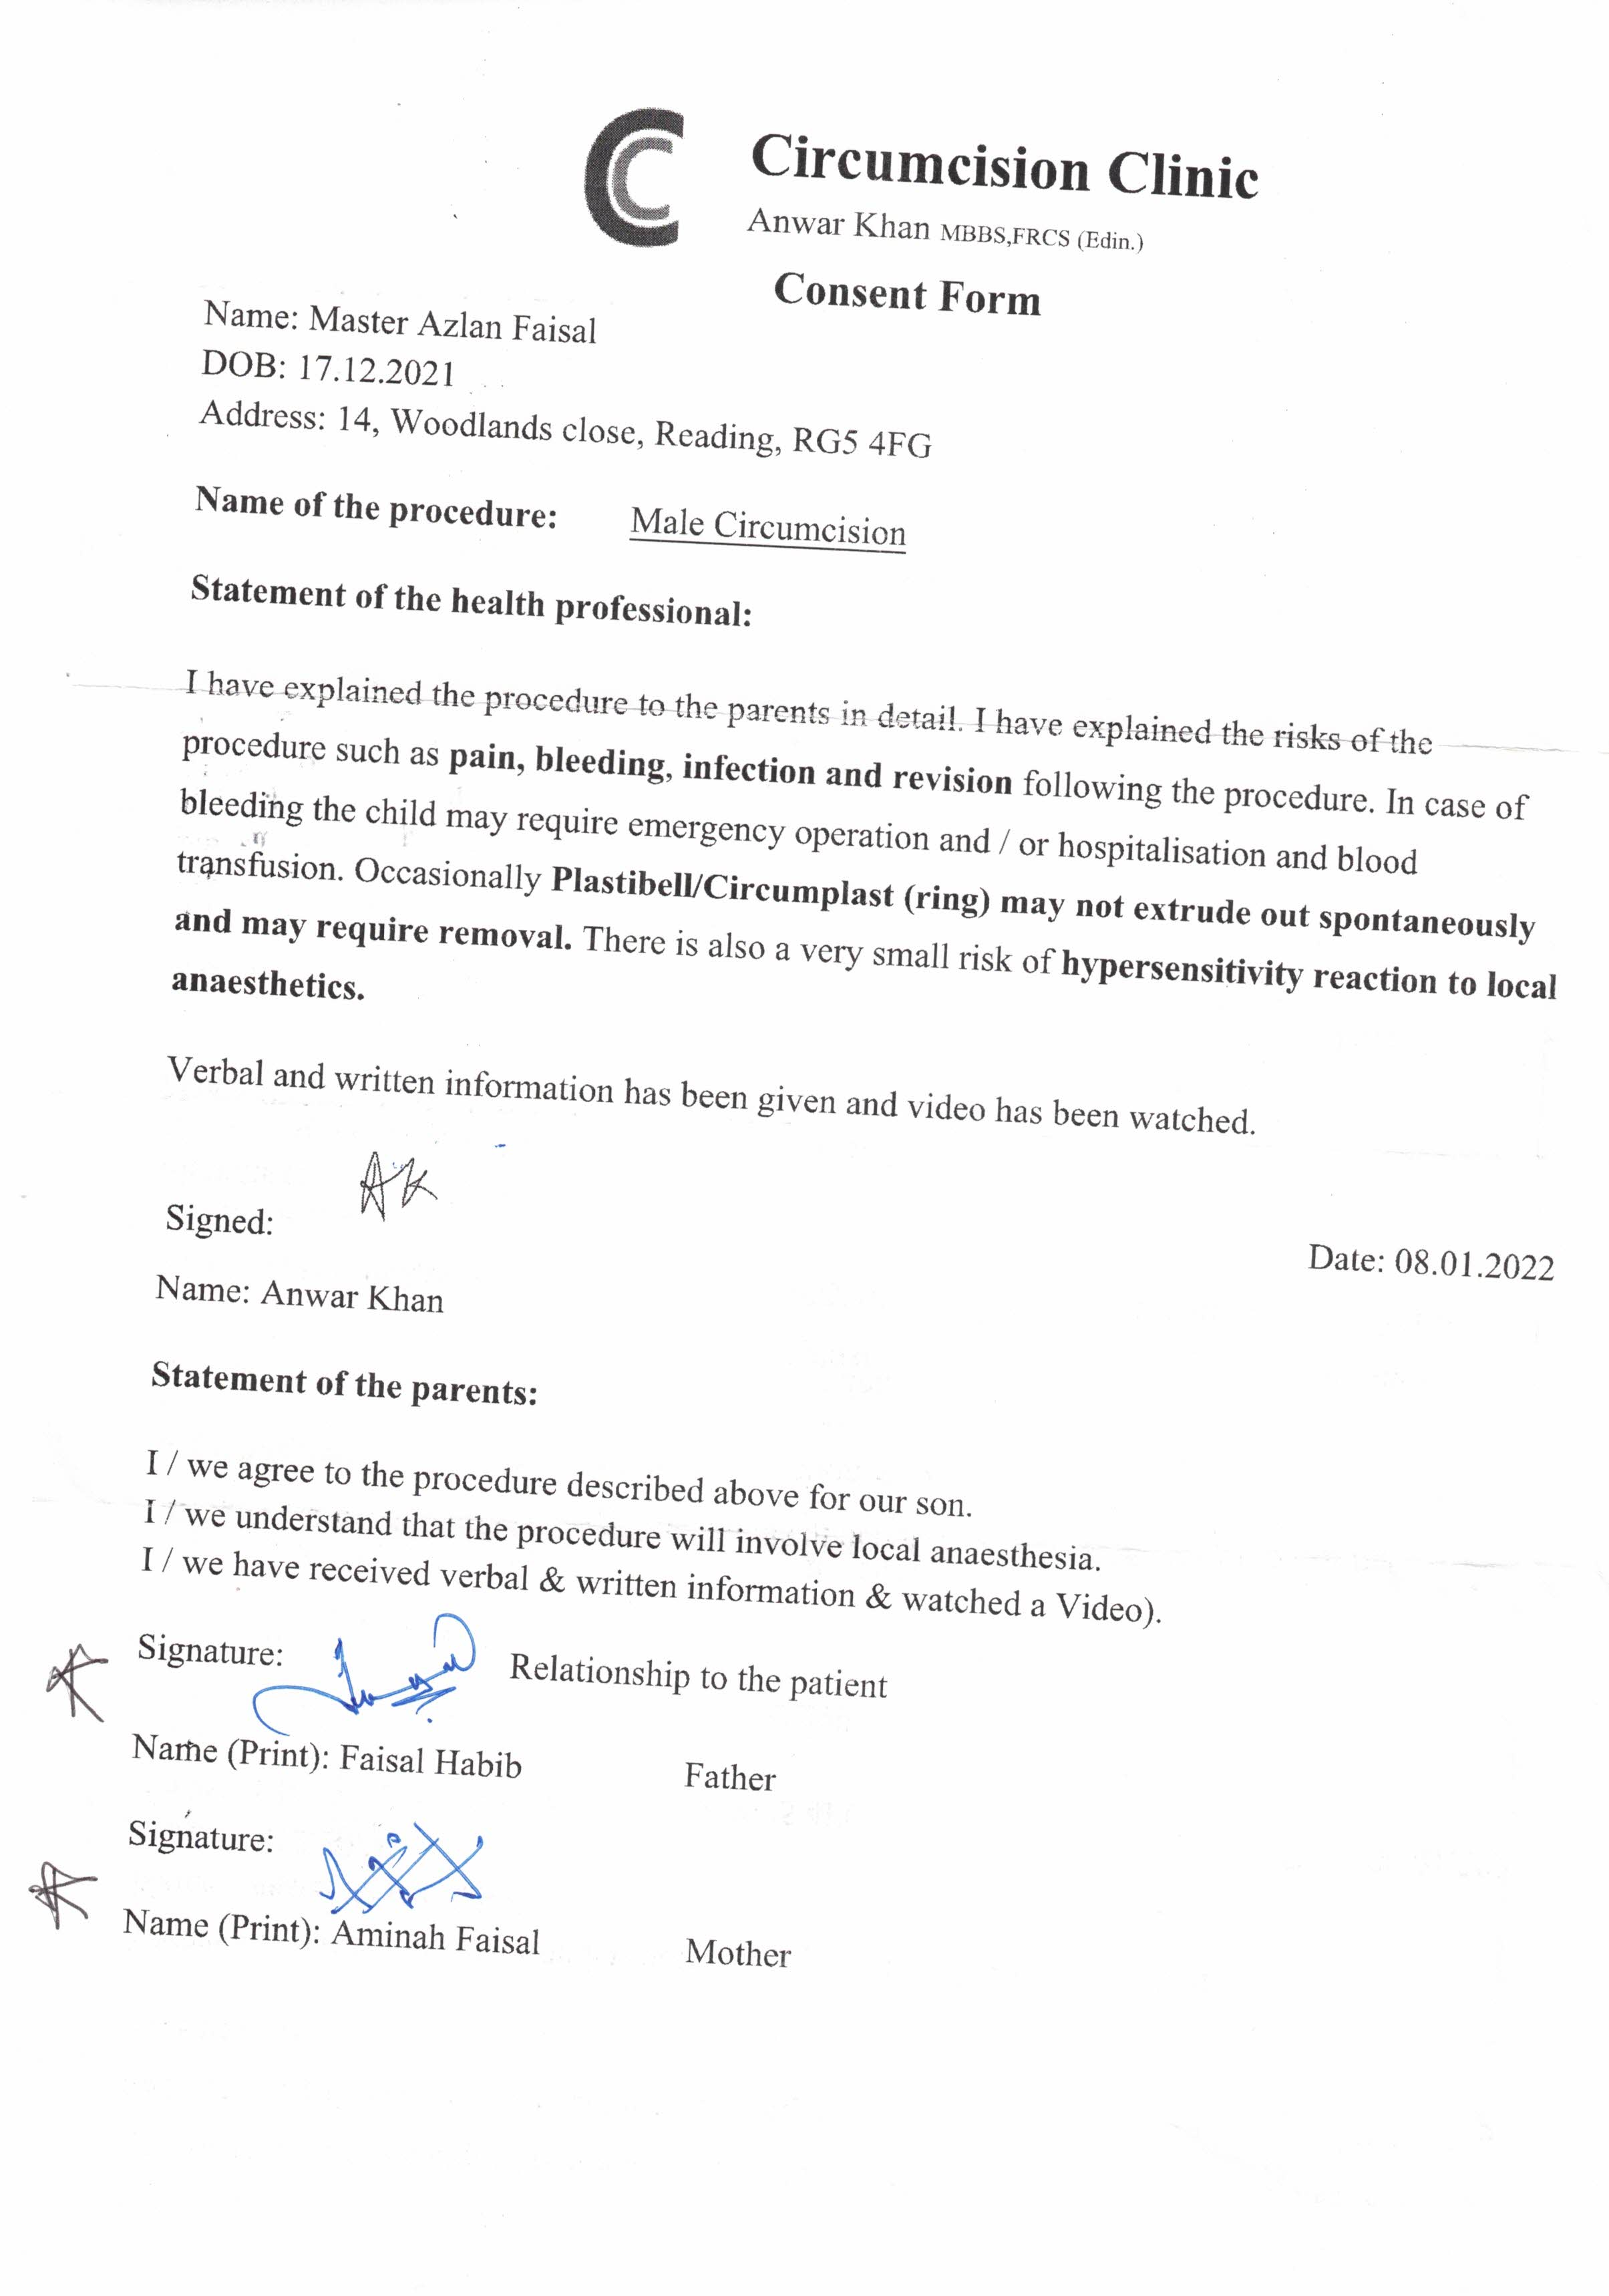 CC
Circumcision Clinic
Anwar Khan MBBS,FRCS (Edin.)
Consent Form
Name: Master Azlan Faisal
DOB: 17.12.2021
Address: 14, Woodlands close, Reading, RG5 4FG
Name of the procedure: Male Circumcision
Statement of the health professional:
I have explained the procedure to the parents in detail. I have explained the risks of the
procedure such as pain, bleeding, infection and revision following the procedure. In case of
bleeding the child may require emergency operation and / or hospitalisation and blood
transfusion. Occasionally Plastibell/Circumplast (ring) may not extrude out spontaneously
and may require removal. There is also a very small risk of hypersensitivity reaction to local
anaesthetics.
Verbal and written information has been given and video has been watched.
AK
Signed:
Date: 08.01.2022
Name: Anwar Khan
Statement of the parents:
I / we agree to the procedure described above for our son.
I / we understand that the procedure will involve local anaesthesia.
I / we have received verbal & written information & watched a Video).
Signature: Relationship to the patient
Name (Print): Faisal Habib Father
Signature:
Name (Print): Aminah Faisal Mother